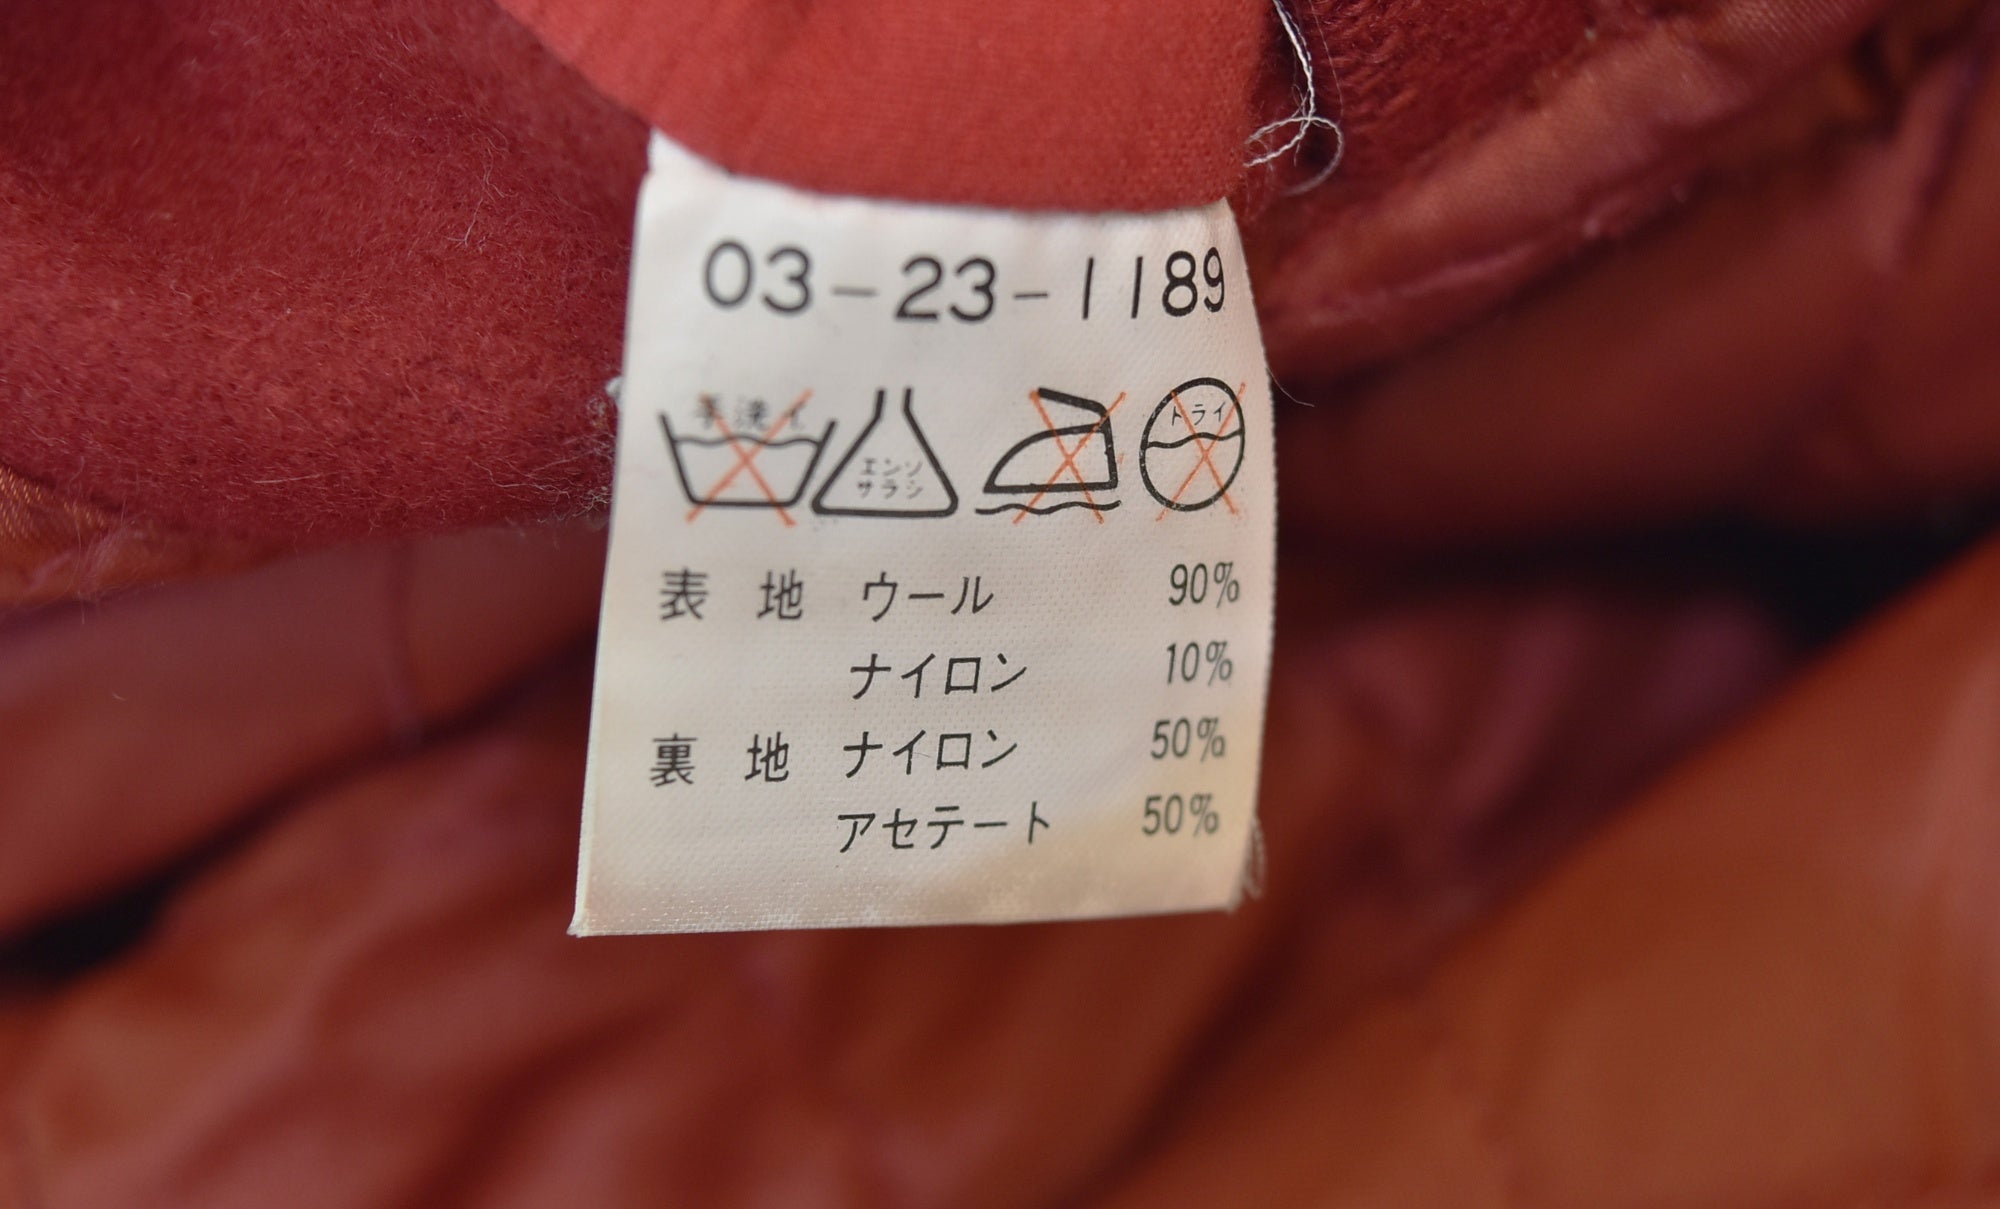 03-23-1189
手洗イ エンソサラシ ドライ
表地 ウール 90%
ナイロン 10%
裏地 ナイロン 50%
アセテート 50%